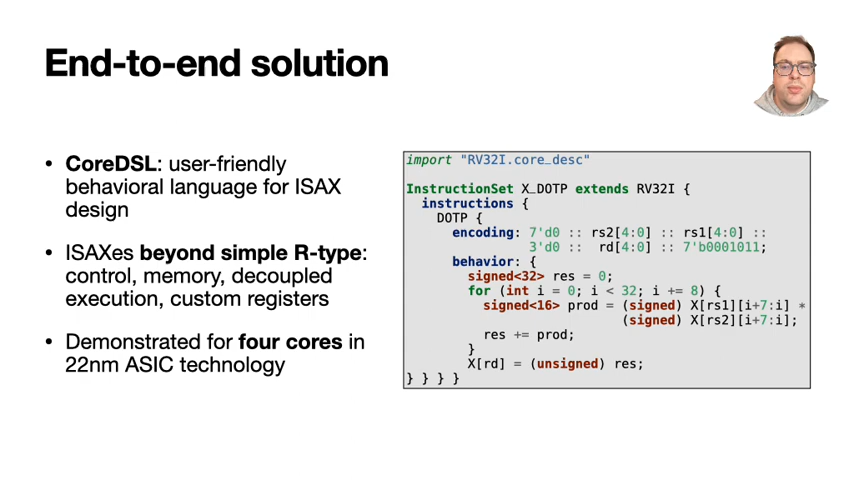 End-to-end solution
• CoreDSL: user-friendly
behavioral language for ISAX
design
• ISAXes beyond simple R-type:
control, memory, decoupled
execution, custom registers
• Demonstrated for four cores in
22nm ASIC technology
import "RV32I.core_desc"
InstructionSet X_DOTP extends RV32I {
instructions {
DOTP {
encoding: 7'd0 :: rs2[4:0] :: rs1[4:0] ::
3'd0 :: rd[4:0] :: 7'b0001011;
behavior: {
signed<32> res = 0;
for (int i = 0; i < 32; i += 8) {
signed<16> prod = (signed) X[rs1][i+7:i] *
(signed) X[rs2][i+7:i];
res += prod;
}
X[rd] = (unsigned) res;
} } } }